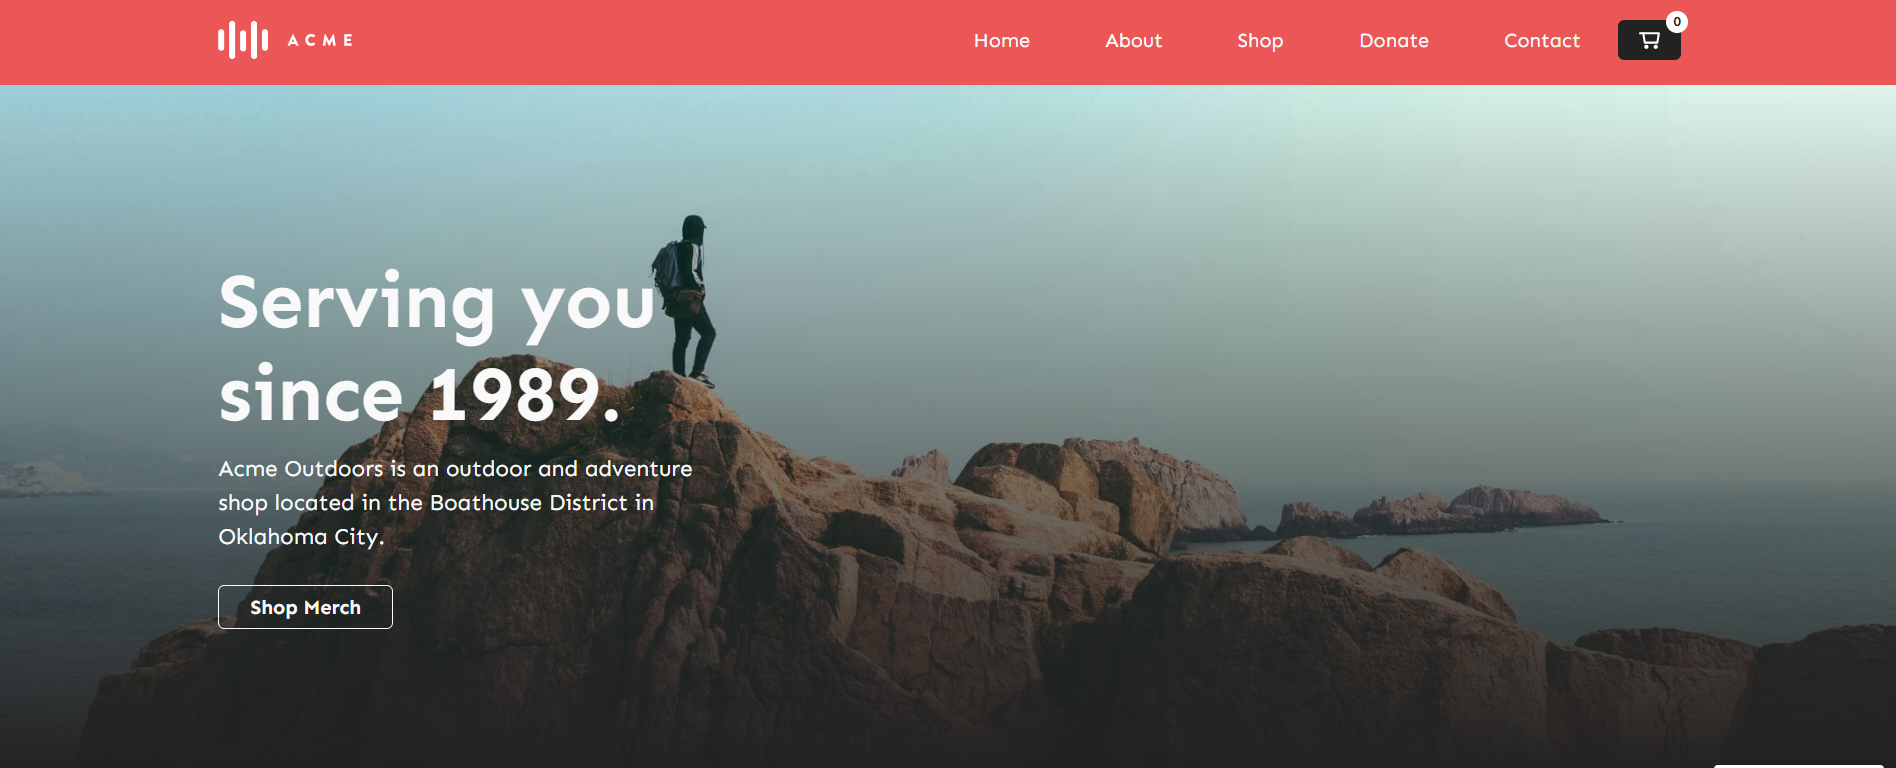 ACME
Home
About
Shop
Donate
Contact
0
Serving you
since 1989.
Acme Outdoors is an outdoor and adventure
shop located in the Boathouse District in
Oklahoma City.
Shop Merch